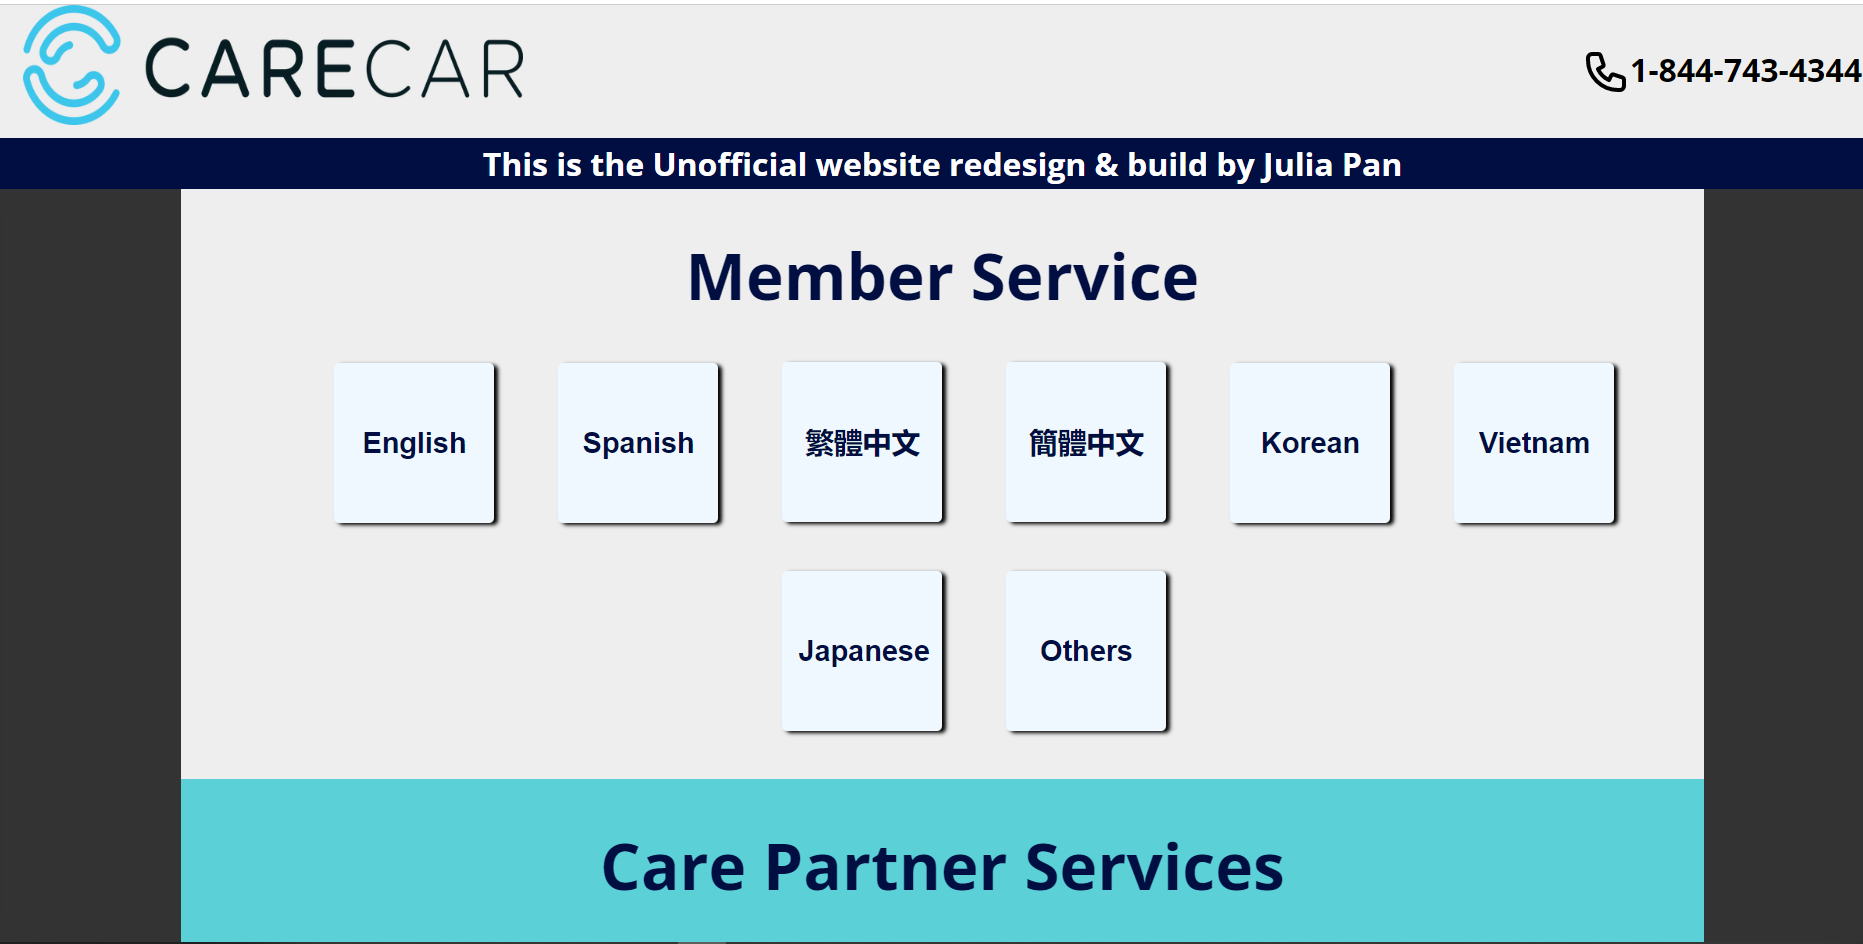 CARECAR
1-844-743-4344
This is the Unofficial website redesign & build by Julia Pan
Member Service
English
Spanish
繁體中文
簡體中文
Korean
Vietnam
Japanese
Others
Care Partner Services